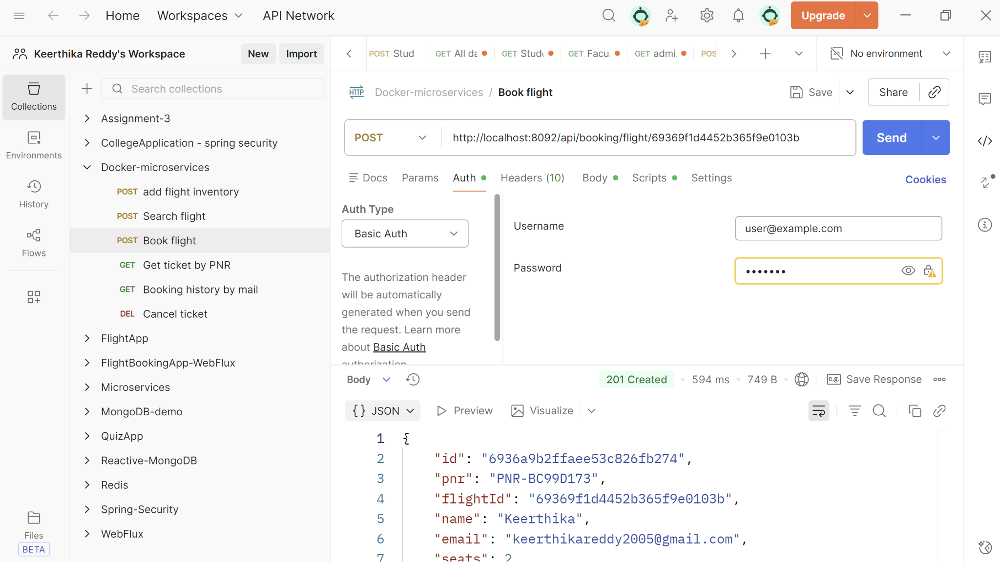 Home Workspaces API Network Upgrade
Keerthika Reddy's Workspace New Import
POST Stud GET All da GET Stud GET Facu GET admi. POS No environment
Collections
Environments
History
Flows
Files
BETA
Search collections
Assignment-3
CollegeApplication - spring security
Docker-microservices
POST add flight inventory
POST Search flight
POST Book flight
GET Get ticket by PNR
GET Booking history by mail
DEL Cancel ticket
FlightApp
FlightBookingApp-WebFlux
Microservices
MongoDB-demo
QuizApp
Reactive-MongoDB
Redis
Spring-Security
WebFlux
HTTP Docker-microservices / Book flight Save Share
POST http://localhost:8092/api/booking/flight/69369f1d4452b365f9e0103b Send
Docs Params Auth Headers (10) Body Scripts Settings Cookies
Auth Type
Basic Auth
The authorization header
will be automatically
generated when you send
the request. Learn more
about Basic Auth
authorization
Username user@example.com
Password •••••••
Body 201 Created 594 ms 749 B e.g. Save Response
{} JSON Preview Visualize
1 {
2 "id": "6936a9b2ffaee53c826fb274",
3 "pnr": "PNR-BC99D173",
4 "flightId": "69369f1d4452b365f9e0103b",
5 "name": "Keerthika",
6 "email": "keerthikareddy2005@gmail.com",
7 "seats": 2